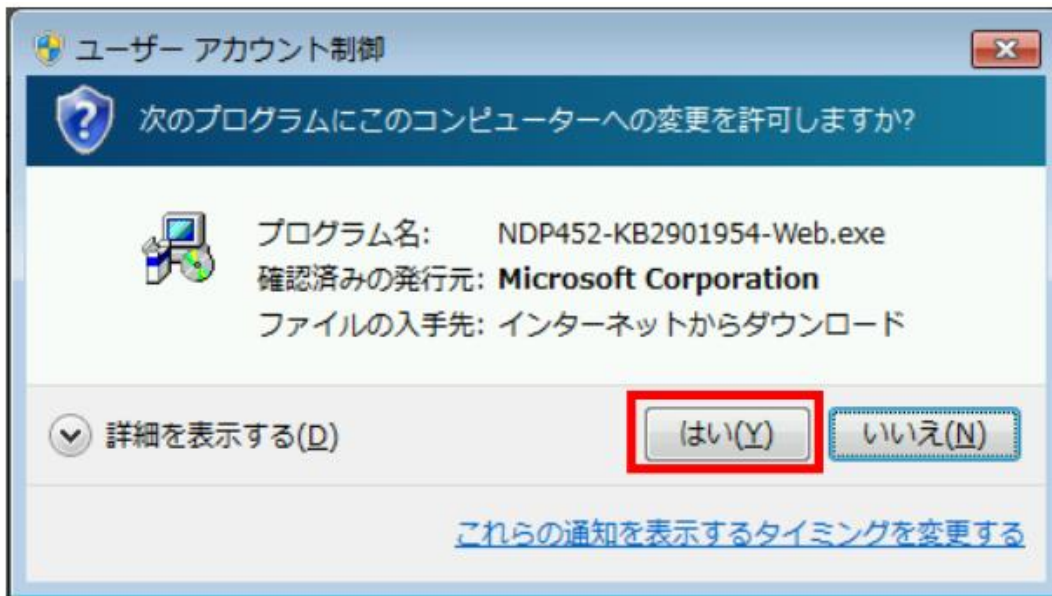 ユーザー アカウント制御
次のプログラムにこのコンピューターへの変更を許可しますか?
プログラム名: NDP452-KB2901954-Web.exe
確認済みの発行元: Microsoft Corporation
ファイルの入手先: インターネットからダウンロード
詳細を表示する(D) はい(Y) いいえ(N)
これらの通知を表示するタイミングを変更する